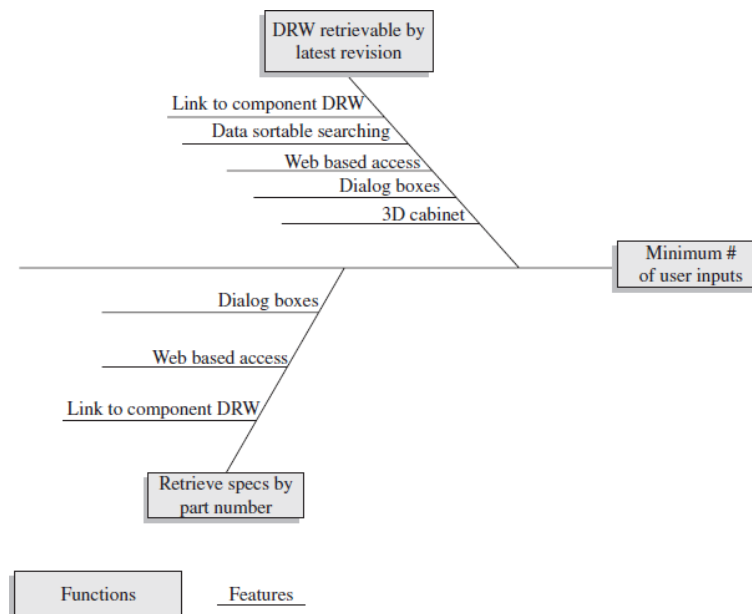 DRW retrievable by
latest revision
Link to component DRW
Data sortable searching
Web based access
Dialog boxes
3D cabinet
Minimum #
of user inputs
Dialog boxes
Web based access
Link to component DRW
Retrieve specs by
part number
Functions
Features